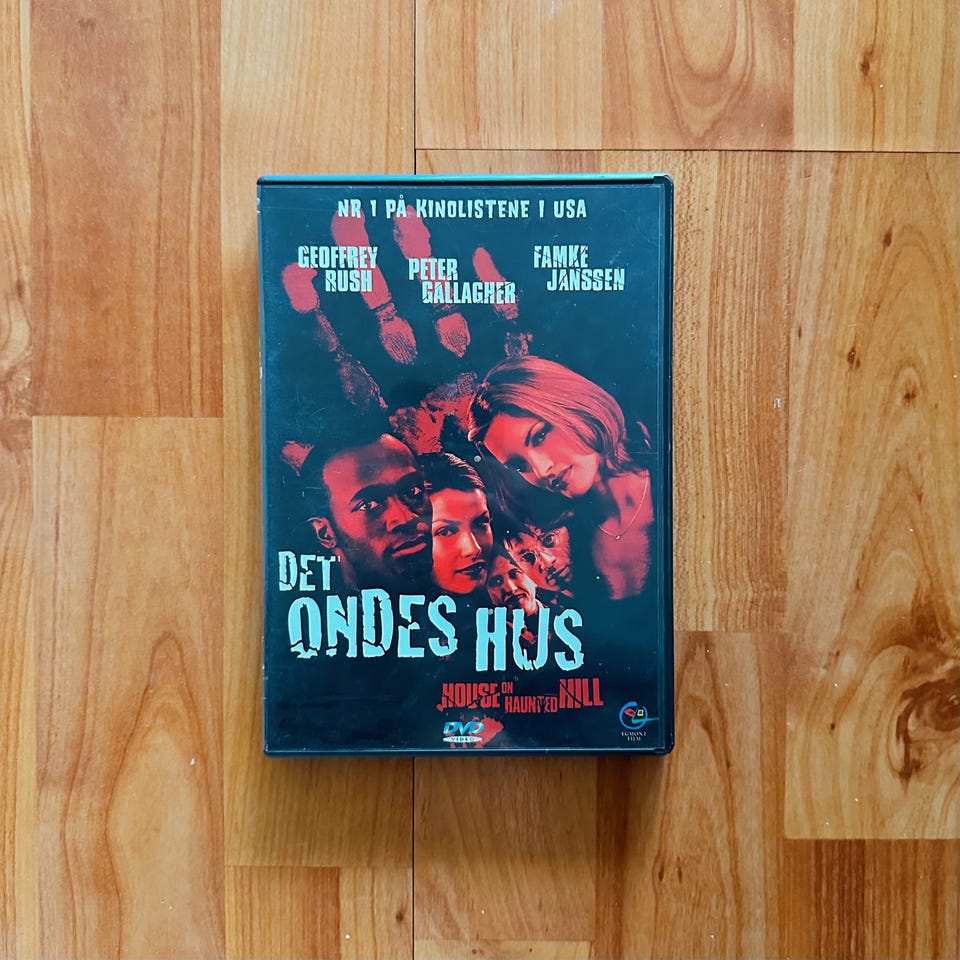 NR 1 PÅ KINOLISTENE I USA
GEOFFREY RUSH
PETER GALLAGHER
FAMKE JANSSEN
DET
ONDES HUS
HOUSE ON HAUNTED HILL
DVD
VIDEO
EGMONT
FILM